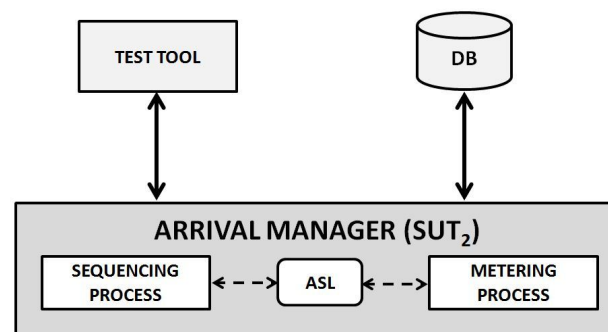 TEST TOOL
DB
ARRIVAL MANAGER (SUT₂)
SEQUENCING
PROCESS
ASL
METERING
PROCESS